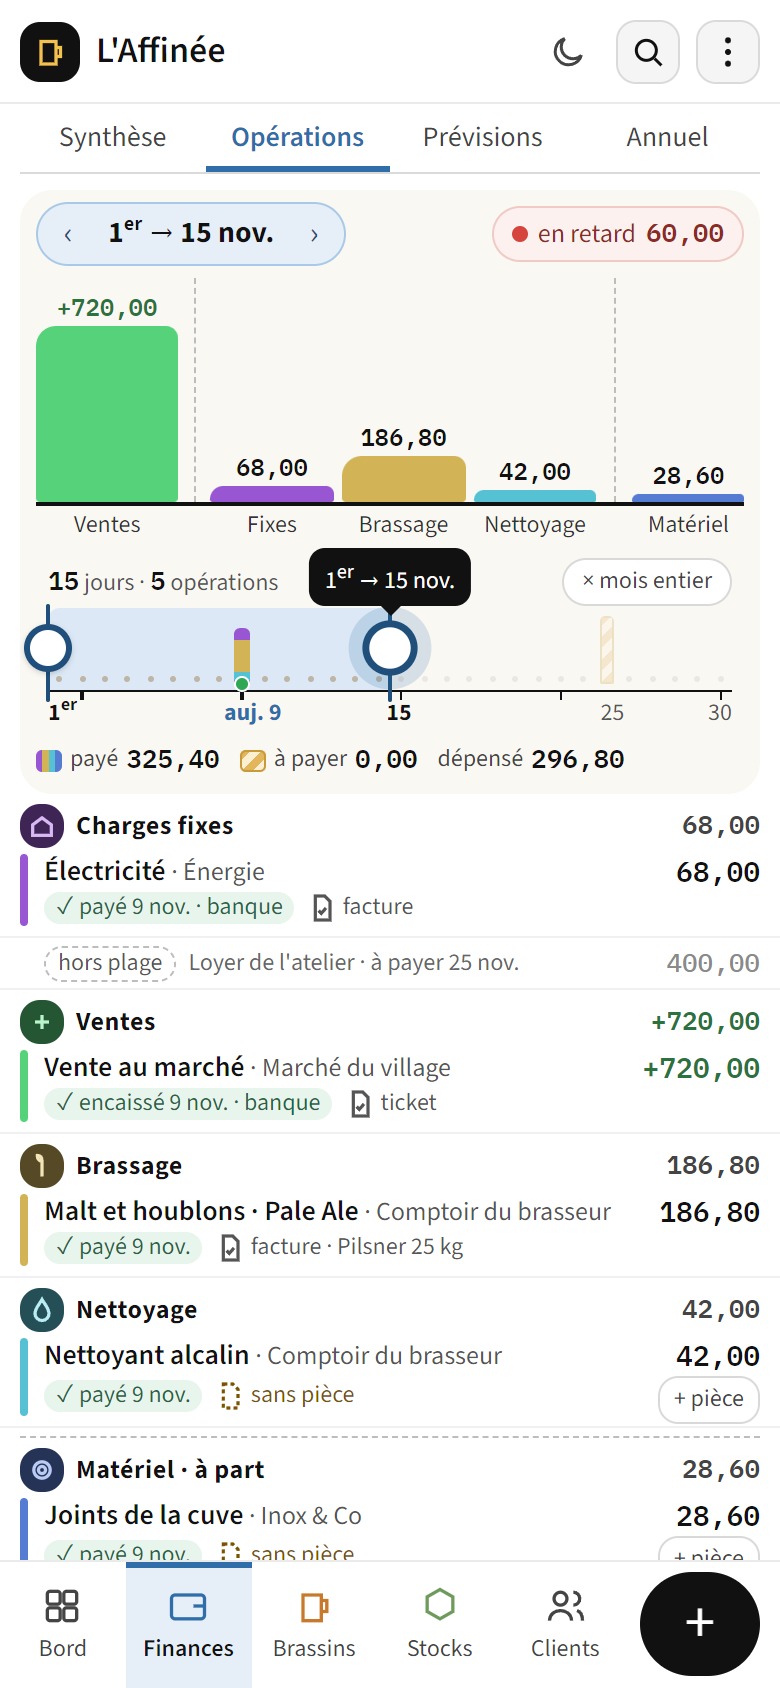 L'Affinée
Synthèse Opérations Prévisions Annuel
‹ 1er → 15 nov. › en retard 60,00
+720,00
186,80
68,00 42,00 28,60
Ventes Fixes Brassage Nettoyage Matériel
15 jours · 5 opérations 1er → 15 nov. × mois entier
1er auj. 9 15 25 30
payé 325,40 à payer 0,00 dépensé 296,80
Charges fixes 68,00
Électricité · Énergie 68,00
✓ payé 9 nov. · banque facture
hors plage Loyer de l'atelier · à payer 25 nov. 400,00
+ Ventes +720,00
Vente au marché · Marché du village +720,00
✓ encaissé 9 nov. · banque ticket
Brassage 186,80
Malt et houblons · Pale Ale · Comptoir du brasseur 186,80
✓ payé 9 nov. facture · Pilsner 25 kg
Nettoyage 42,00
Nettoyant alcalin · Comptoir du brasseur 42,00
✓ payé 9 nov. sans pièce + pièce
Matériel · à part 28,60
Joints de la cuve · Inox & Co 28,60
✓ payé 9 nov. sans pièce + pièce
Bord Finances Brassins Stocks Clients +